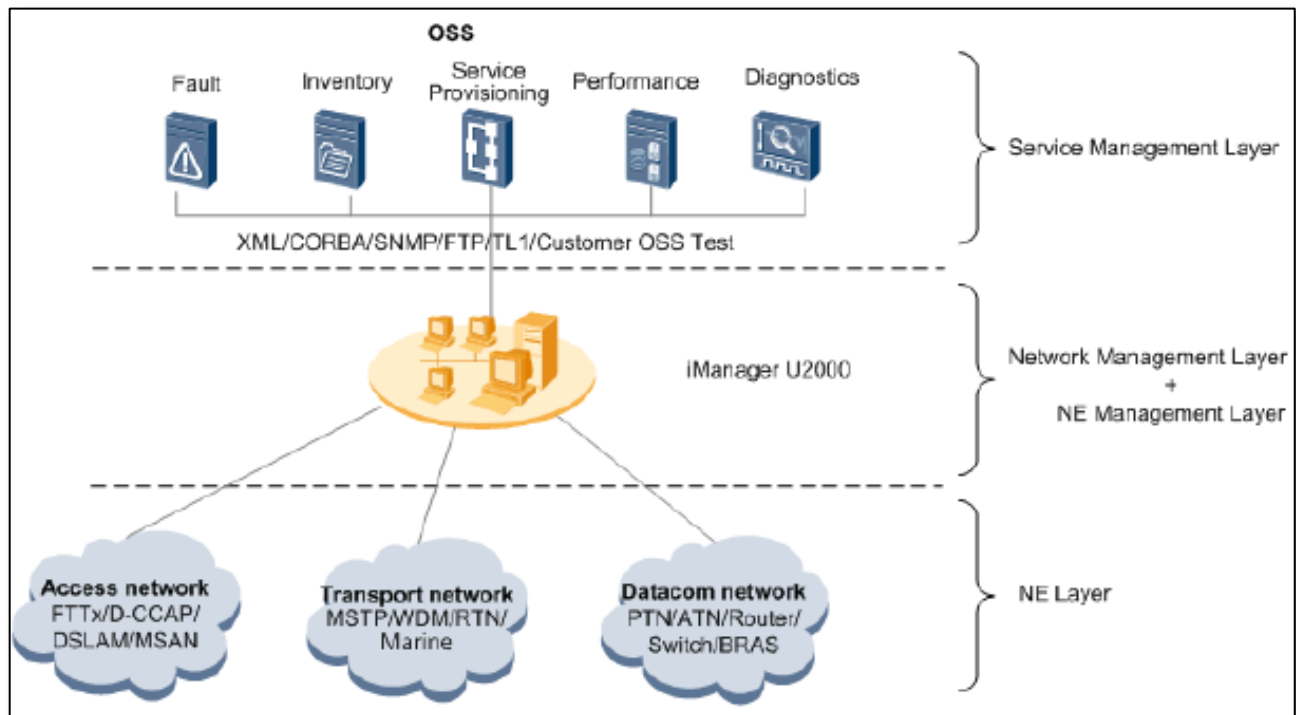 OSS
Fault
Inventory
Service
Provisioning
Performance
Diagnostics
Service Management Layer
XML/CORBA/SNMP/FTP/TL1/Customer OSS Test
iManager U2000
Network Management Layer
+
NE Management Layer
Access network
FTTx/D-CCAP/
DSLAM/MSAN
Transport network
MSTP/WDM/RTN/
Marine
Datacom network
PTN/ATN/Router/
Switch/BRAS
NE Layer